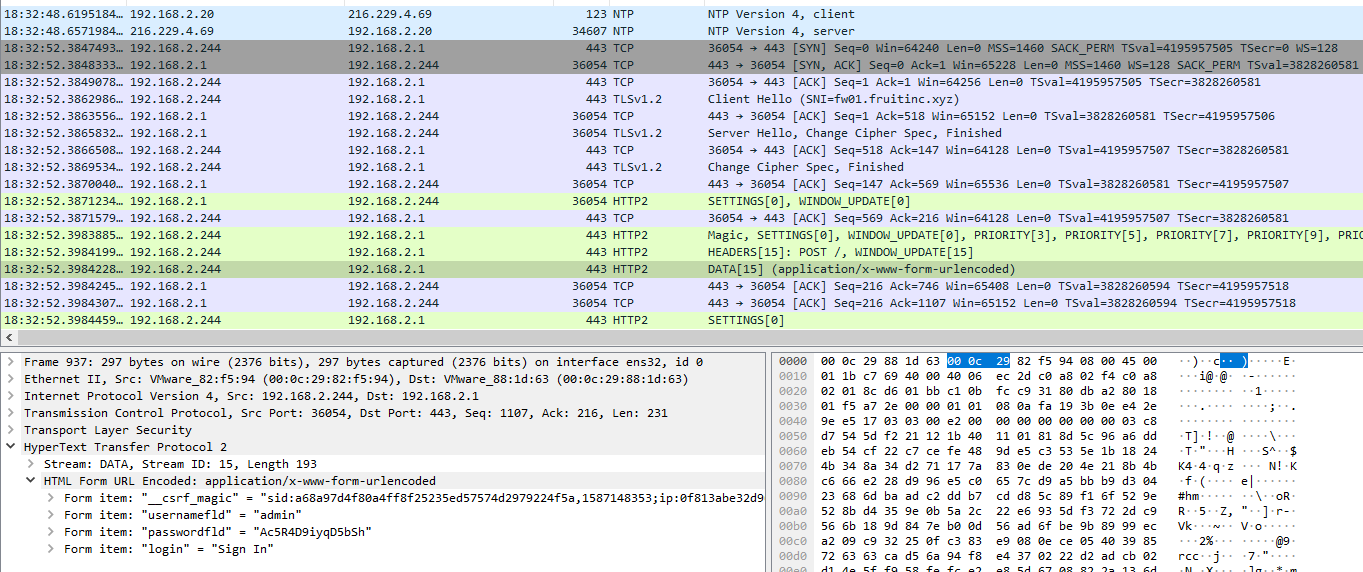 18:32:48.6195184… 192.168.2.20 216.229.4.69 123 NTP NTP Version 4, client
18:32:48.6571984… 216.229.4.69 192.168.2.20 34607 NTP NTP Version 4, server
18:32:52.3847493… 192.168.2.244 192.168.2.1 443 TCP 36054 → 443 [SYN] Seq=0 Win=64240 Len=0 MSS=1460 SACK_PERM TSval=4195957505 TSecr=0 WS=128
18:32:52.3848333… 192.168.2.1 192.168.2.244 36054 TCP 443 → 36054 [SYN, ACK] Seq=0 Ack=1 Win=65228 Len=0 MSS=1460 WS=128 SACK_PERM TSval=3828260581
18:32:52.3849078… 192.168.2.244 192.168.2.1 443 TCP 36054 → 443 [ACK] Seq=1 Ack=1 Win=64256 Len=0 TSval=4195957505 TSecr=3828260581
18:32:52.3862986… 192.168.2.244 192.168.2.1 443 TLSv1.2 Client Hello (SNI=fw01.fruitinc.xyz)
18:32:52.3863556… 192.168.2.1 192.168.2.244 36054 TCP 443 → 36054 [ACK] Seq=1 Ack=518 Win=65152 Len=0 TSval=3828260581 TSecr=4195957506
18:32:52.3865832… 192.168.2.1 192.168.2.244 36054 TLSv1.2 Server Hello, Change Cipher Spec, Finished
18:32:52.3866508… 192.168.2.244 192.168.2.1 443 TCP 36054 → 443 [ACK] Seq=518 Ack=147 Win=64128 Len=0 TSval=4195957507 TSecr=3828260581
18:32:52.3869534… 192.168.2.244 192.168.2.1 443 TLSv1.2 Change Cipher Spec, Finished
18:32:52.3870040… 192.168.2.1 192.168.2.244 36054 TCP 443 → 36054 [ACK] Seq=147 Ack=569 Win=65536 Len=0 TSval=3828260581 TSecr=4195957507
18:32:52.3871234… 192.168.2.1 192.168.2.244 36054 HTTP2 SETTINGS[0], WINDOW_UPDATE[0]
18:32:52.3871579… 192.168.2.244 192.168.2.1 443 TCP 36054 → 443 [ACK] Seq=569 Ack=216 Win=64128 Len=0 TSval=4195957507 TSecr=3828260581
18:32:52.3983885… 192.168.2.244 192.168.2.1 443 HTTP2 Magic, SETTINGS[0], WINDOW_UPDATE[0], PRIORITY[3], PRIORITY[5], PRIORITY[7], PRIORITY[9], PRIO
18:32:52.3984199… 192.168.2.244 192.168.2.1 443 HTTP2 HEADERS[15]: POST /, WINDOW_UPDATE[15]
18:32:52.3984228… 192.168.2.244 192.168.2.1 443 HTTP2 DATA[15] (application/x-www-form-urlencoded)
18:32:52.3984245… 192.168.2.1 192.168.2.244 36054 TCP 443 → 36054 [ACK] Seq=216 Ack=746 Win=65408 Len=0 TSval=3828260594 TSecr=4195957518
18:32:52.3984307… 192.168.2.1 192.168.2.244 36054 TCP 443 → 36054 [ACK] Seq=216 Ack=1107 Win=65152 Len=0 TSval=3828260594 TSecr=4195957518
18:32:52.3984459… 192.168.2.244 192.168.2.1 443 HTTP2 SETTINGS[0]
Frame 937: 297 bytes on wire (2376 bits), 297 bytes captured (2376 bits) on interface ens32, id 0
Ethernet II, Src: VMware_82:f5:94 (00:0c:29:82:f5:94), Dst: VMware_88:1d:63 (00:0c:29:88:1d:63)
Internet Protocol Version 4, Src: 192.168.2.244, Dst: 192.168.2.1
Transmission Control Protocol, Src Port: 36054, Dst Port: 443, Seq: 1107, Ack: 216, Len: 231
Transport Layer Security
HyperText Transfer Protocol 2
Stream: DATA, Stream ID: 15, Length 193
HTML Form URL Encoded: application/x-www-form-urlencoded
Form item: "__csrf_magic" = "sid:a68a97d4f80a4ff8f25235ed57574d2979224f5a,1587148353;ip:0f813abe32d9
Form item: "usernamefld" = "admin"
Form item: "passwordfld" = "Ac5R4D9iyqD5bSh"
Form item: "login" = "Sign In"
0000 00 0c 29 88 1d 63 00 0c 29 82 f5 94 08 00 45 00
0010 01 1b c7 69 40 00 40 06 ec 2d c0 a8 02 f4 c0 a8
0020 02 01 8c d6 01 bb c1 0b fc c9 31 80 db a2 80 18
0030 01 f5 a7 2e 00 00 01 01 08 0a fa 19 3b 0e e4 2e
0040 9e e5 17 03 03 00 e2 00 00 00 00 00 00 00 03 c8
0050 d7 54 5d f2 21 12 1b 40 11 01 81 8d 5c 96 a6 dd
0060 eb 54 cf 22 c7 ce fe 48 9d e5 c3 53 5e 1b 18 24
0070 4b 34 8a 34 d2 71 17 7a 83 0e de 20 4e 21 8b 4b
0080 c6 66 e2 28 d9 96 e5 c0 65 7c d9 a5 bb b9 d3 04
0090 23 68 6d ba ad c2 dd b7 cd d8 5c 89 f1 6f 52 9e
00a0 52 8b d4 35 9e 0b 5a 2c 22 e6 93 5d f3 72 2d c9
00b0 56 6b 18 9d 84 7e b0 0d 56 ad 6f be 9b 89 99 ec
00c0 a2 09 c9 32 25 0f c3 83 e9 08 0e ce 05 40 39 85
00d0 72 63 63 ca d5 6a 94 f8 e4 37 02 22 d2 ad cb 02